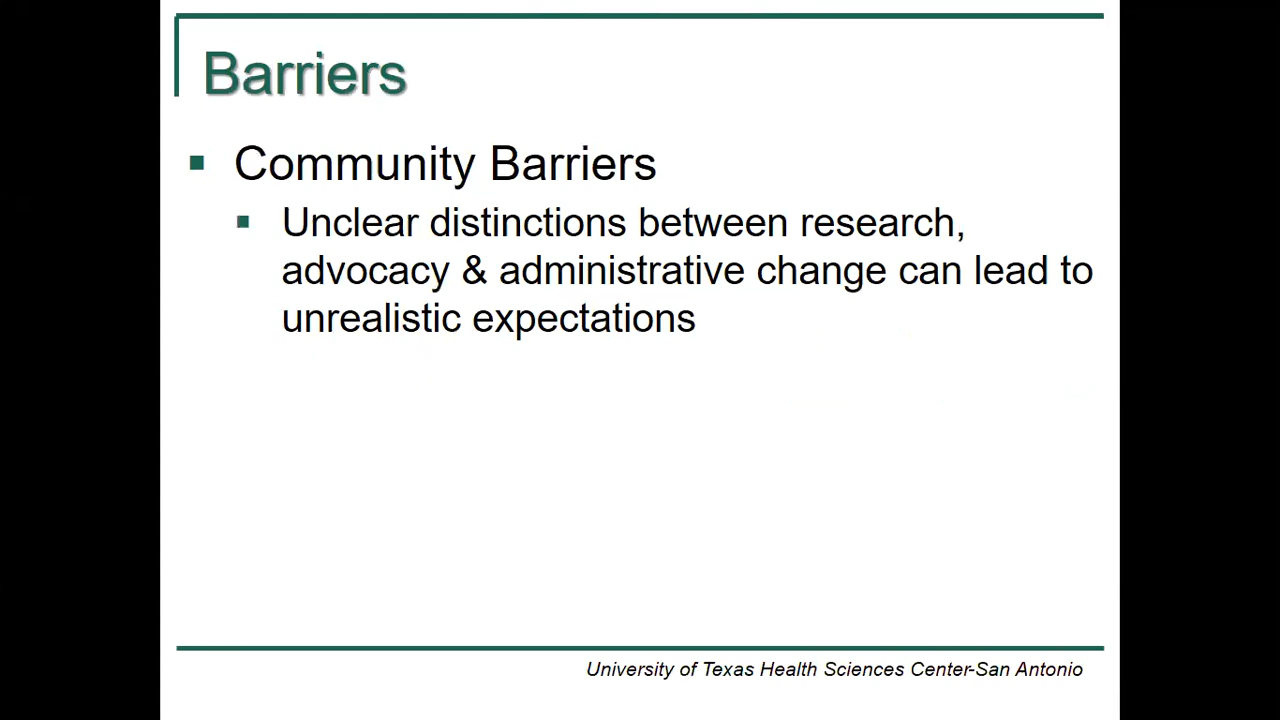 Barriers
Community Barriers
Unclear distinctions between research,
advocacy & administrative change can lead to
unrealistic expectations
University of Texas Health Sciences Center-San Antonio